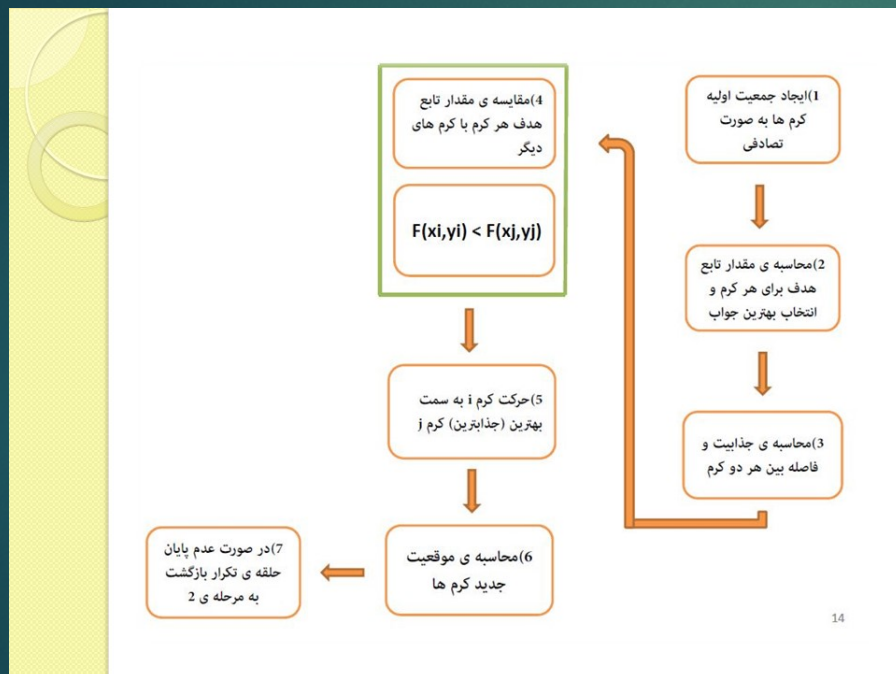 1)ایجاد جمعیت اولیه
کرم ها به صورت
تصادفی
2)محاسبه ی مقدار تابع
هدف برای هر کرم و
انتخاب بهترین جواب
3)محاسبه ی جذابیت و
فاصله بین هر دو کرم
4)مقایسه ی مقدار تابع
هدف هر کرم با کرم های
دیگر
F(xi,yi) < F(xj,yj)
5)حرکت کرم i به سمت
بهترین (جذابترین) کرم j
6)محاسبه ی موقعیت
جدید کرم ها
7)در صورت عدم پایان
حلقه ی تکرار بازگشت
به مرحله ی 2
14